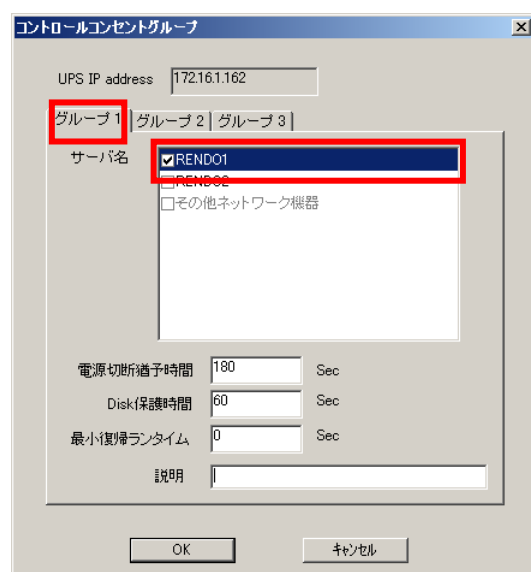 コントロールコンセントグループ
UPS IP address 172.16.1.162
グループ 1 グループ 2 グループ 3
サーバ名 RENDO1
RENDO2
その他ネットワーク機器
電源切断猶予時間 180 Sec
Disk保護時間 60 Sec
最小復帰ランタイム 0 Sec
説明
OK キャンセル